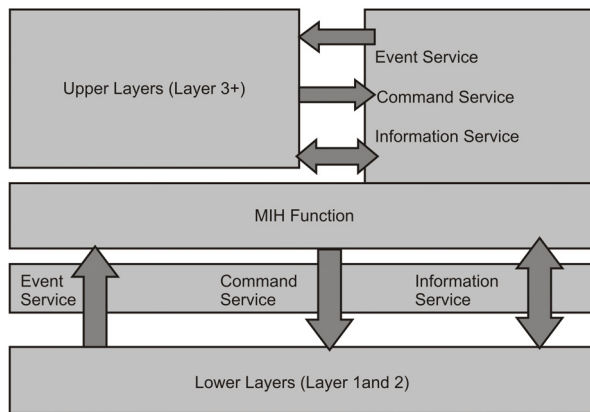 Upper Layers (Layer 3+)
Event Service
Command Service
Information Service
MIH Function
Event
Service
Command
Service
Information
Service
Lower Layers (Layer 1and 2)